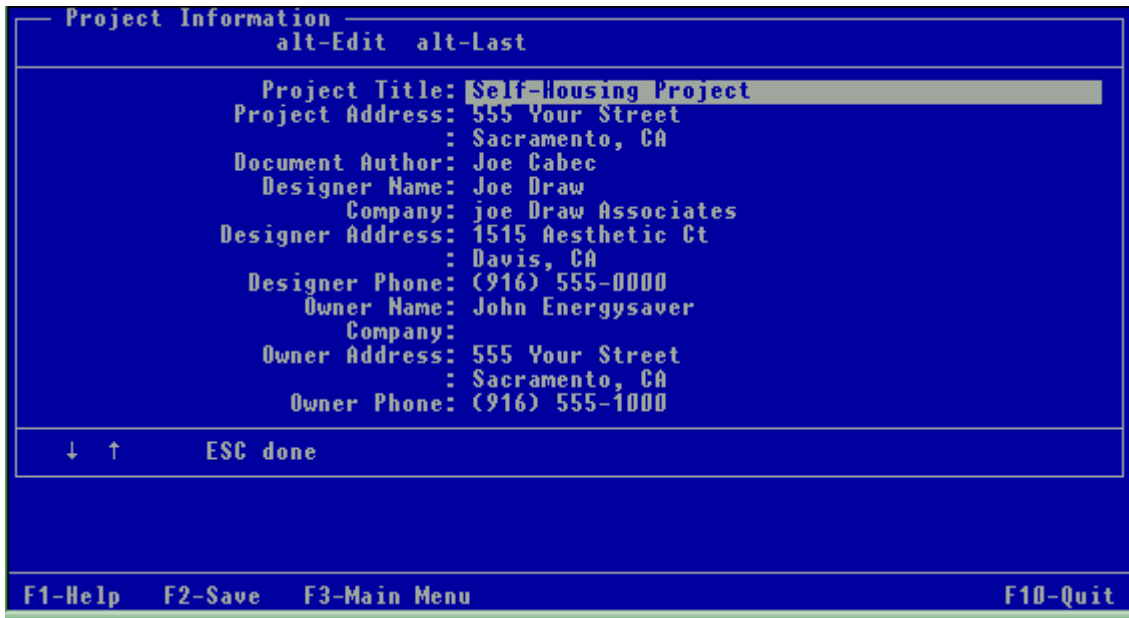 Project Information
alt-Edit alt-Last
Project Title: Self-Housing Project
Project Address: 555 Your Street
: Sacramento, CA
Document Author: Joe Cabec
Designer Name: Joe Draw
Company: joe Draw Associates
Designer Address: 1515 Aesthetic Ct
: Davis, CA
Designer Phone: (916) 555-0000
Owner Name: John Energysaver
Company:
Owner Address: 555 Your Street
: Sacramento, CA
Owner Phone: (916) 555-1000
↓ ↑ ESC done
F1-Help F2-Save F3-Main Menu F10-Quit